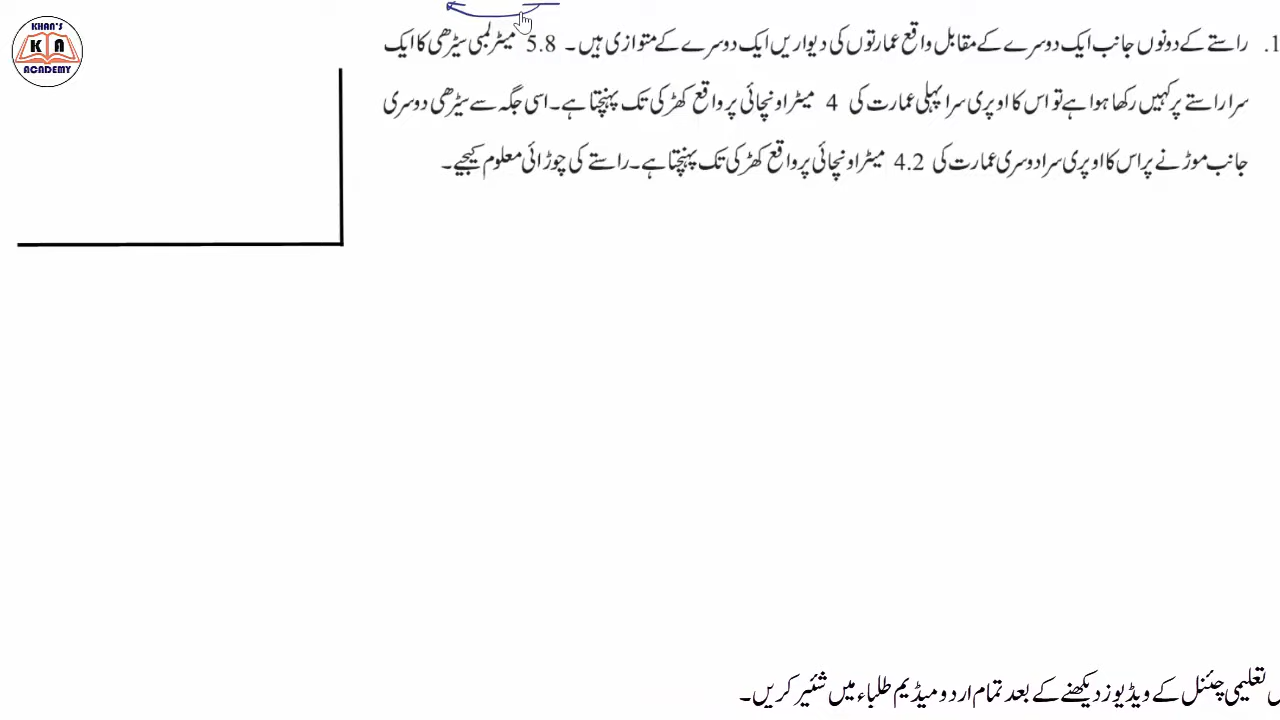 KHAN'S
K A
ACADEMY
1. راستے کے دونوں جانب ایک دوسرے کے مقابل واقع عمارتوں کی دیواریں ایک دوسرے کے متوازی ہیں۔ 5.8 میٹر لمبی سیڑھی کا ایک
سرا راستے پر کہیں رکھا ہوا ہے تو اس کا اوپری سرا پہلی عمارت کی 4 میٹر اونچائی پر واقع کھڑکی تک پہنچتا ہے۔ اسی جگہ سے سیڑھی دوسری
جانب موڑنے پر اس کا اوپری سرا دوسری عمارت کی 4.2 میٹر اونچائی پر واقع کھڑکی تک پہنچتا ہے۔ راستے کی چوڑائی معلوم کیجیے۔
تعلیمی چینل کے ویڈیوز دیکھنے کے بعد تمام اردو میڈیم طلباء میں شئیر کریں۔